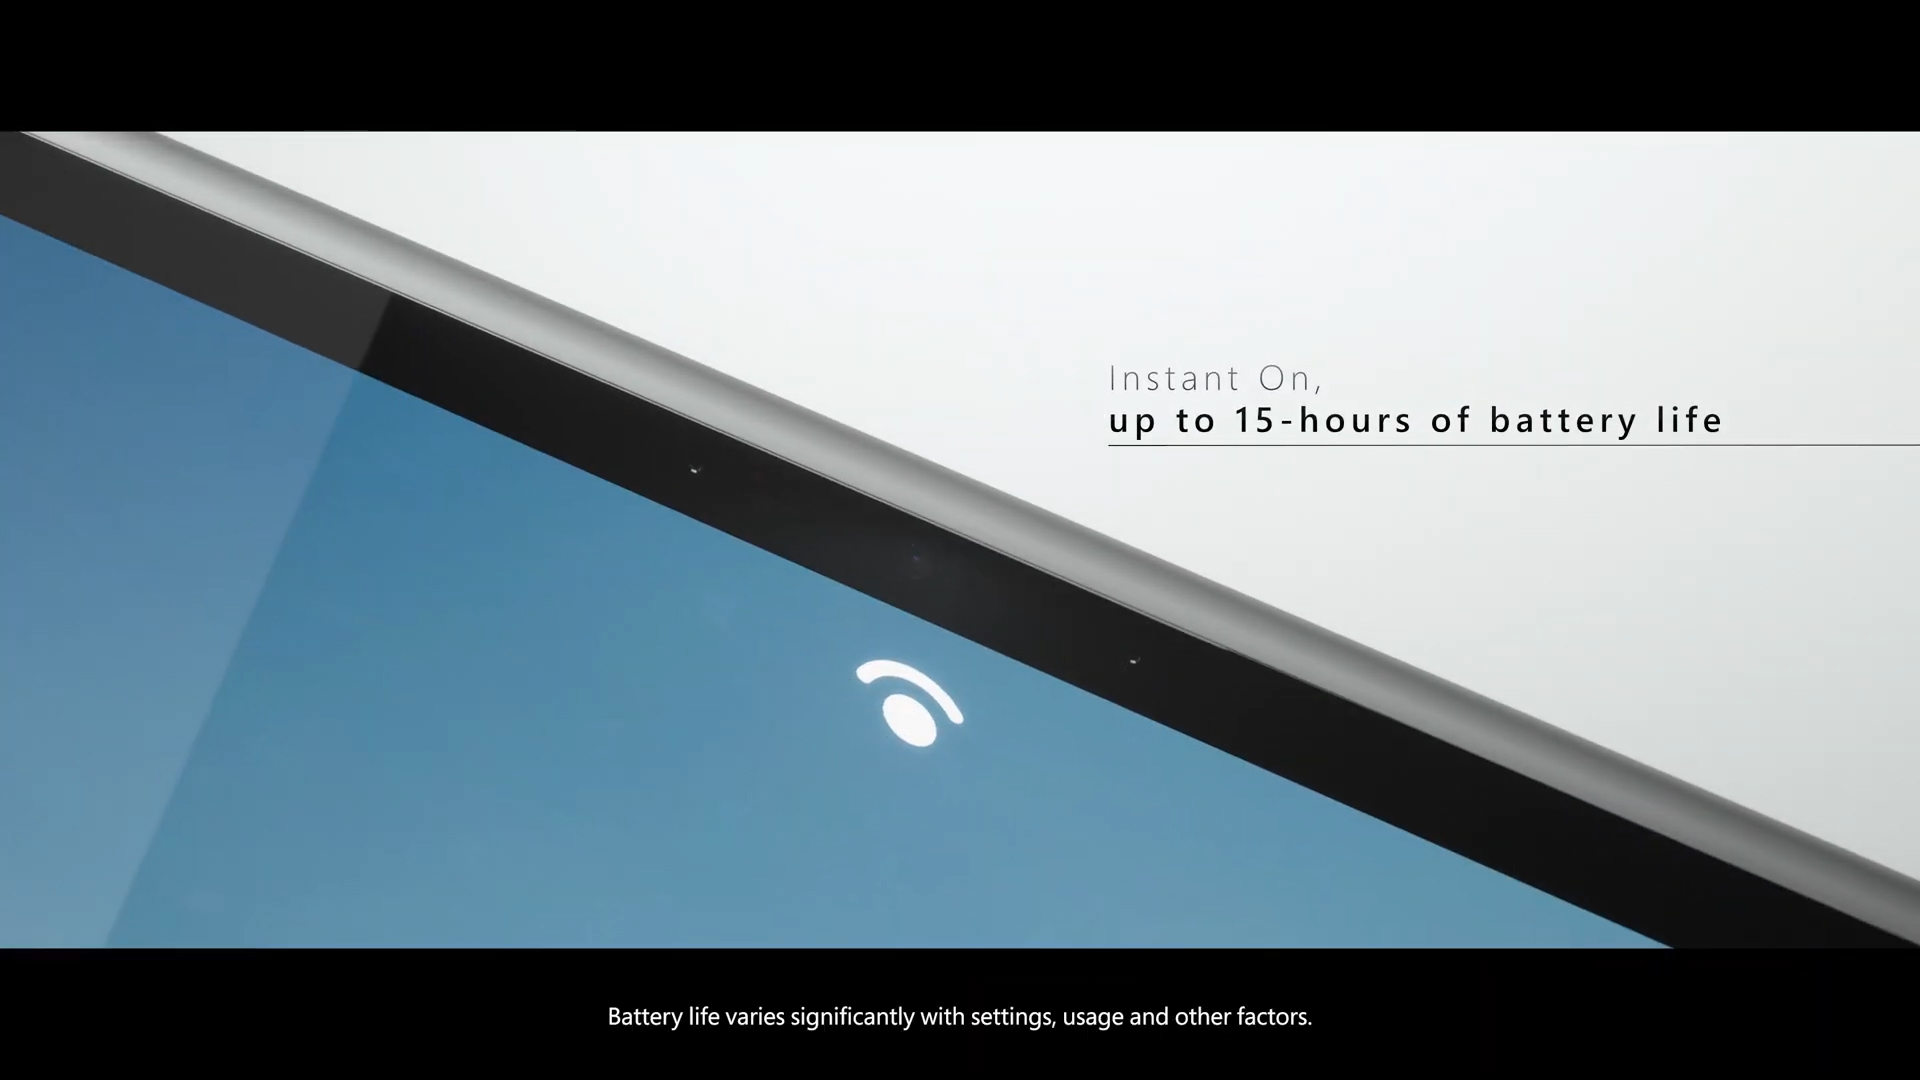 Instant On,
up to 15-hours of battery life
Battery life varies significantly with settings, usage and other factors.